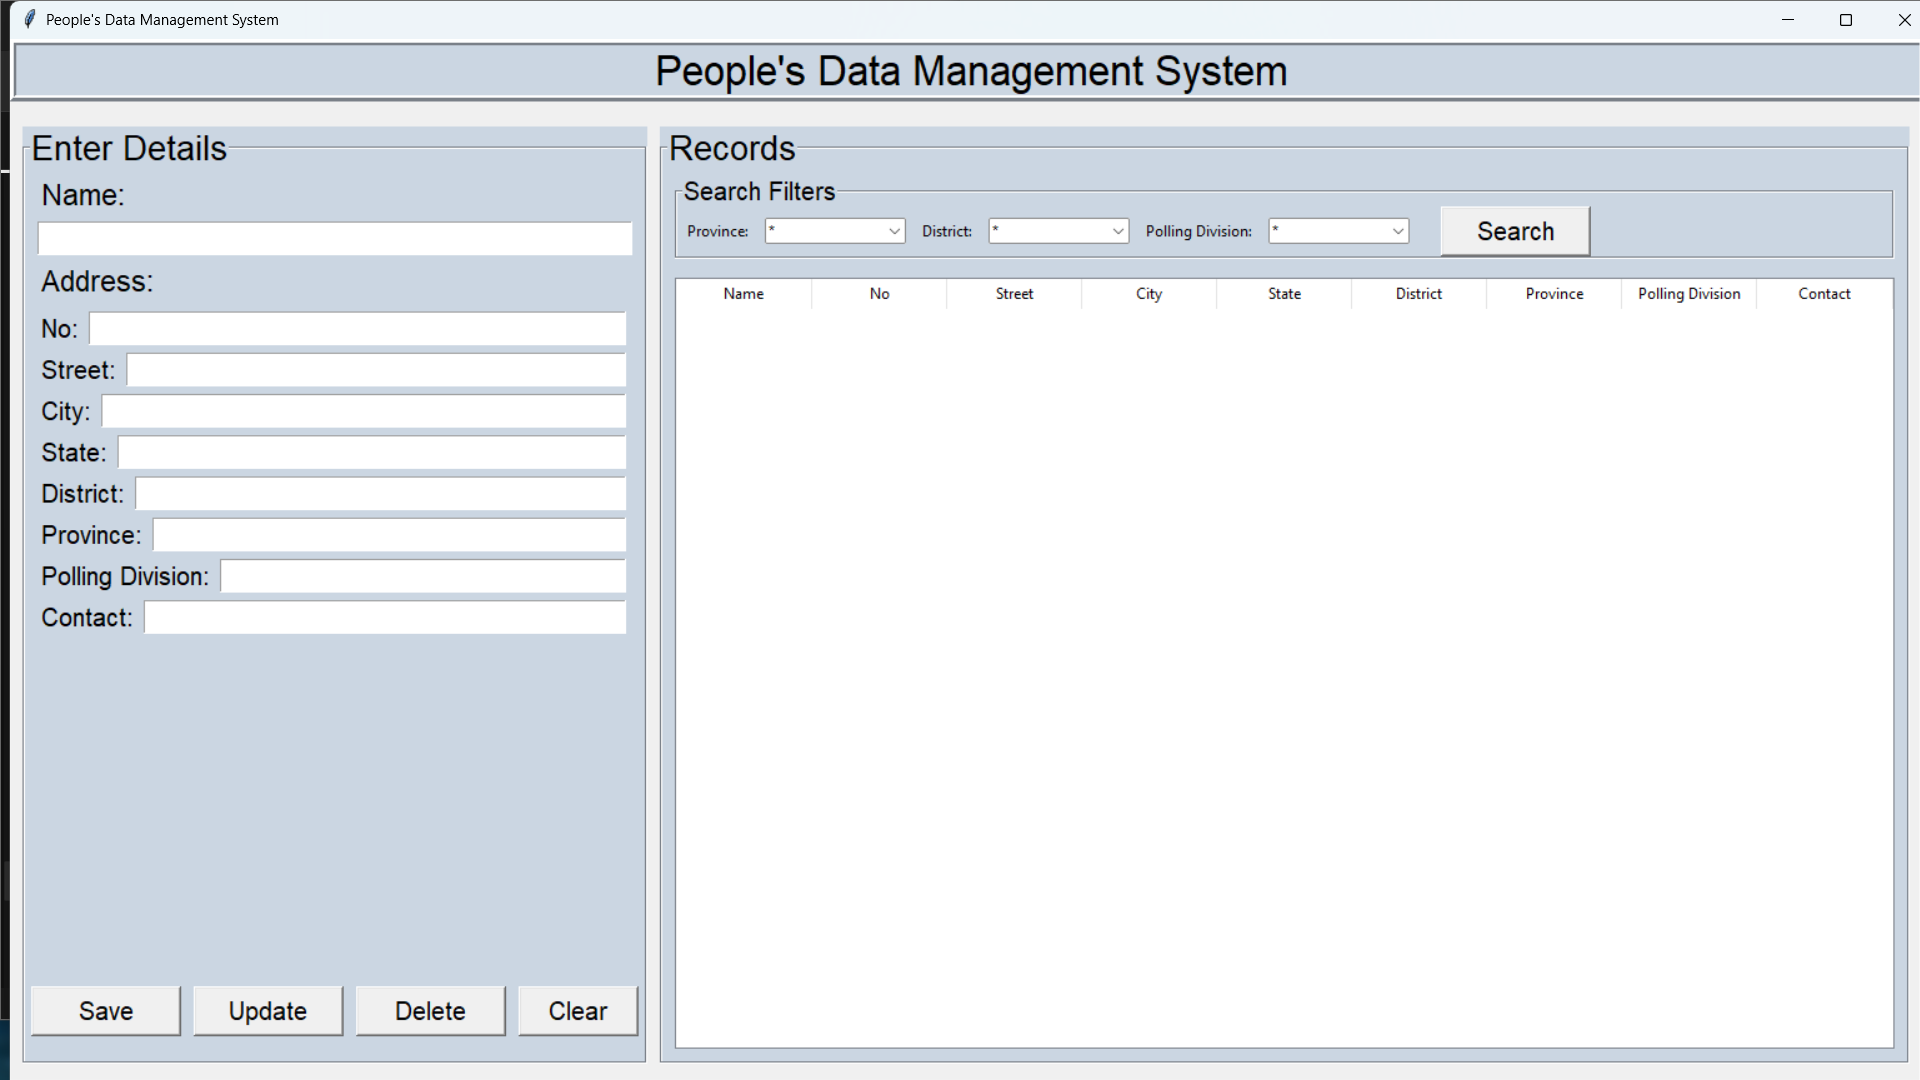 People's Data Management System
People's Data Management System
Enter Details
Name:
Address:
No:
Street:
City:
State:
District:
Province:
Polling Division:
Contact:
Save Update Delete Clear
Records
Search Filters
Province: * District: * Polling Division: * Search
Name No Street City State District Province Polling Division Contact